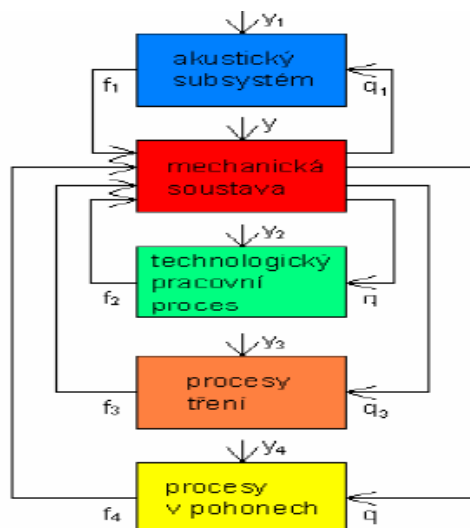 y₁
akustický
subsystém
f₁
q₁
y
mechanická
soustava
y₂
technologický
pracovní
proces
f₂
q
y₃
procesy
tření
f₃
q₃
y₄
procesy
v pohonech
f₄
q